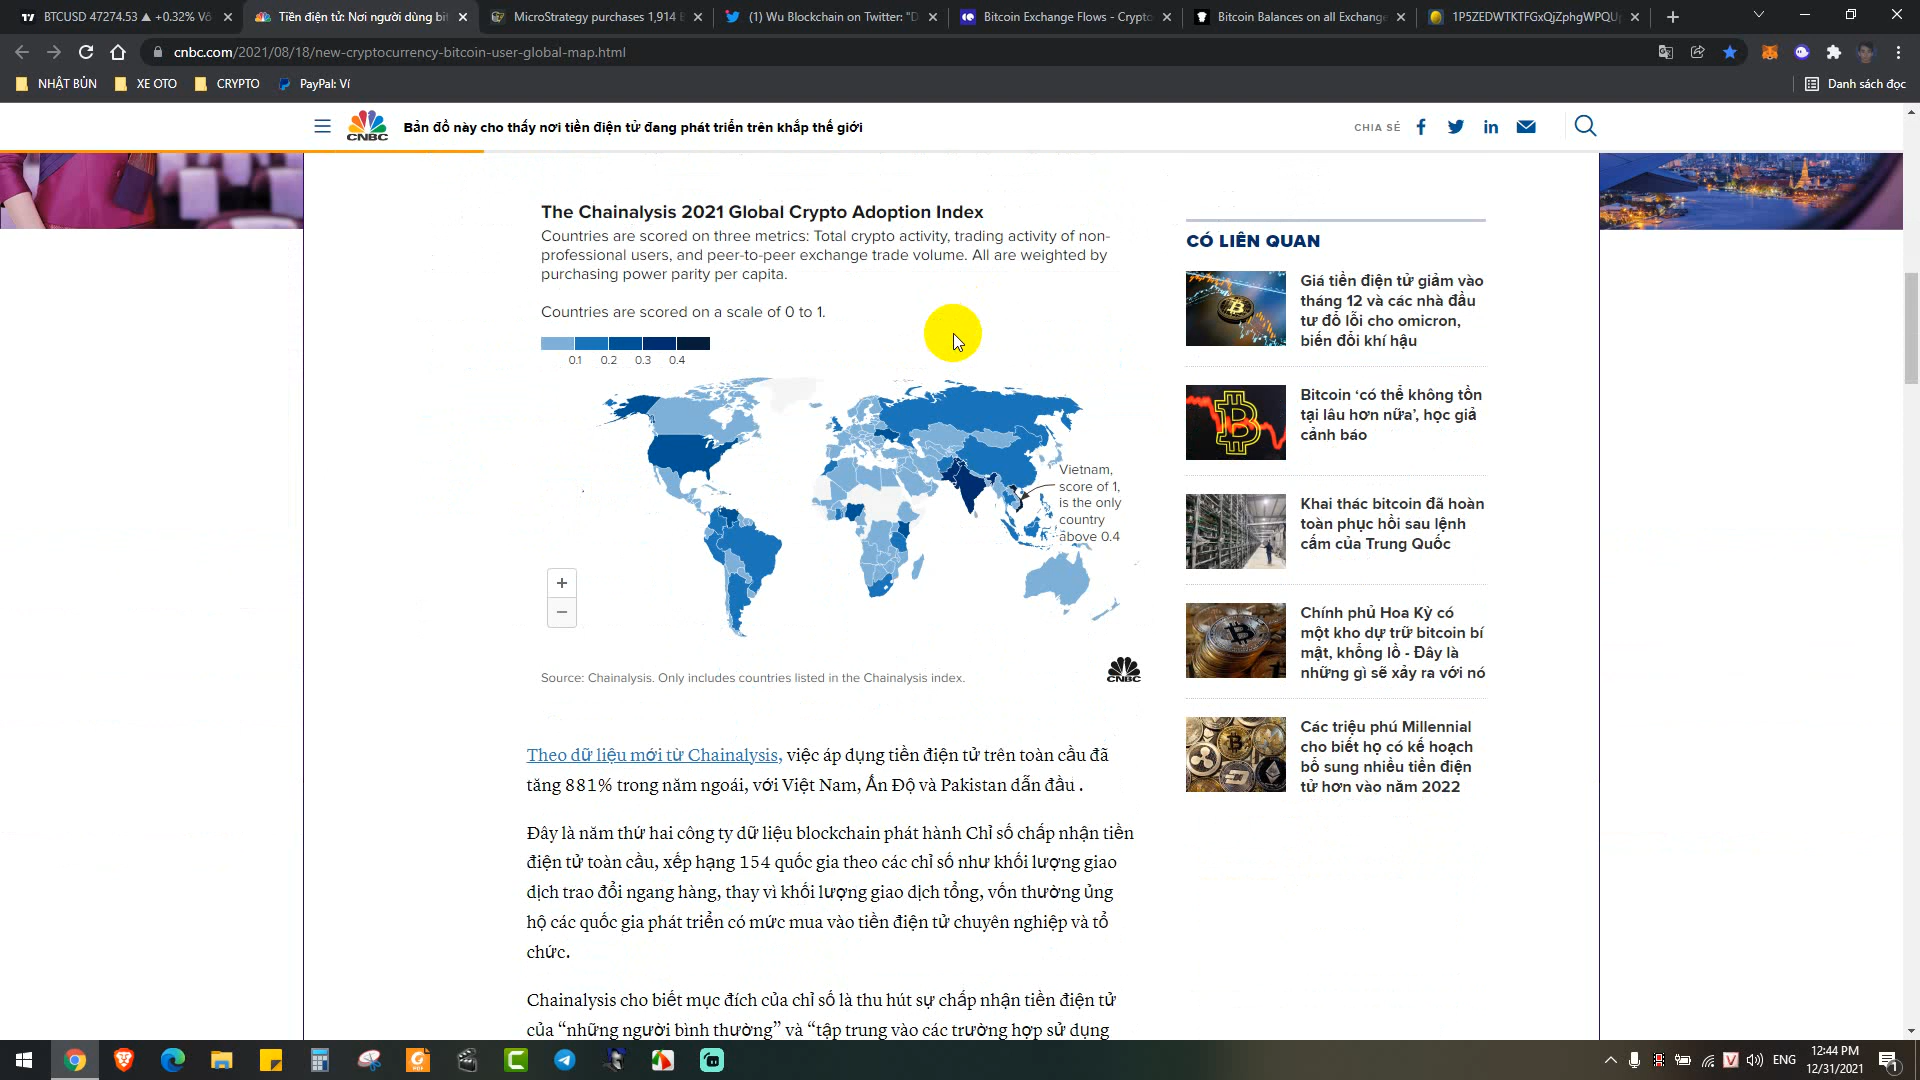 BTCUSD 47274.53 ▲ +0.32% Vô
Tiền điện tử: Nơi người dùng bit
MicroStrategy purchases 1,914 B
(1) Wu Blockchain on Twitter: "D
Bitcoin Exchange Flows - Crypto
Bitcoin Balances on all Exchange
1P5ZEDWTKTFGxQjZphgWPQU
cnbc.com/2021/08/18/new-cryptocurrency-bitcoin-user-global-map.html
NHẬT BỦN
XE OTO
CRYPTO
PayPal: Ví
Danh sách đọc
CNBC
Bản đồ này cho thấy nơi tiền điện tử đang phát triển trên khắp thế giới
CHIA SẺ
The Chainalysis 2021 Global Crypto Adoption Index
Countries are scored on three metrics: Total crypto activity, trading activity of non-
professional users, and peer-to-peer exchange trade volume. All are weighted by
purchasing power parity per capita.
Countries are scored on a scale of 0 to 1.
0.1 0.2 0.3 0.4
Vietnam,
score of 1,
is the only
country
above 0.4
+
−
Source: Chainalysis. Only includes countries listed in the Chainalysis index.
CNBC
Theo dữ liệu mới từ Chainalysis, việc áp dụng tiền điện tử trên toàn cầu đã
tăng 881% trong năm ngoái, với Việt Nam, Ấn Độ và Pakistan dẫn đầu .
Đây là năm thứ hai công ty dữ liệu blockchain phát hành Chỉ số chấp nhận tiền
điện tử toàn cầu, xếp hạng 154 quốc gia theo các chỉ số như khối lượng giao
dịch trao đổi ngang hàng, thay vì khối lượng giao dịch tổng, vốn thường ủng
hộ các quốc gia phát triển có mức mua vào tiền điện tử chuyên nghiệp và tổ
chức.
Chainalysis cho biết mục đích của chỉ số là thu hút sự chấp nhận tiền điện tử
của “những người bình thường” và “tập trung vào các trường hợp sử dụng
CÓ LIÊN QUAN
Giá tiền điện tử giảm vào
tháng 12 và các nhà đầu
tư đổ lỗi cho omicron,
biến đổi khí hậu
Bitcoin ‘có thể không tồn
tại lâu hơn nữa’, học giả
cảnh báo
Khai thác bitcoin đã hoàn
toàn phục hồi sau lệnh
cấm của Trung Quốc
Chính phủ Hoa Kỳ có
một kho dự trữ bitcoin bí
mật, khổng lồ - Đây là
những gì sẽ xảy ra với nó
Các triệu phú Millennial
cho biết họ có kế hoạch
bổ sung nhiều tiền điện
tử hơn vào năm 2022
ENG
12:44 PM
12/31/2021
1